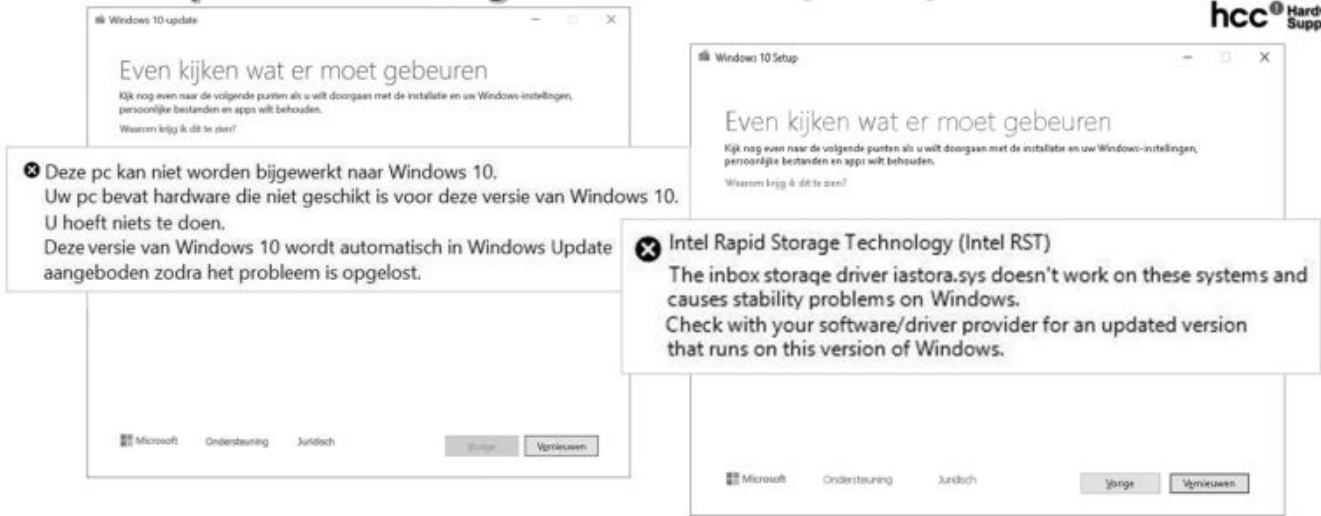 hcc
Windows 10-update
Even kijken wat er moet gebeuren
Kijk nog even naar de volgende punten als u wilt doorgaan met de installatie en uw Windows-instellingen,
persoonlijke bestanden en apps wilt behouden.
Waarom krijg ik dit te zien?
Deze pc kan niet worden bijgewerkt naar Windows 10.
Uw pc bevat hardware die niet geschikt is voor deze versie van Windows 10.
U hoeft niets te doen.
Deze versie van Windows 10 wordt automatisch in Windows Update
aangeboden zodra het probleem is opgelost.
Microsoft Ondersteuning Juridisch Vorige Vernieuwen
Windows 10 Setup
Even kijken wat er moet gebeuren
Kijk nog even naar de volgende punten als u wilt doorgaan met de installatie en uw Windows-instellingen,
persoonlijke bestanden en apps wilt behouden.
Waarom krijg ik dit te zien?
Intel Rapid Storage Technology (Intel RST)
The inbox storage driver iastora.sys doesn't work on these systems and
causes stability problems on Windows.
Check with your software/driver provider for an updated version
that runs on this version of Windows.
Microsoft Ondersteuning Juridisch Vorige Vernieuwen